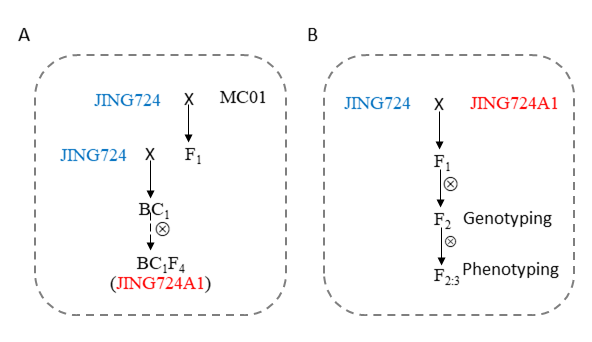 A
JING724 X MC01
JING724 X F1
BC1
⊗
BC1F4
(JING724A1)
B
JING724 X JING724A1
F1
⊗
F2 Genotyping
⊗
F2:3 Phenotyping